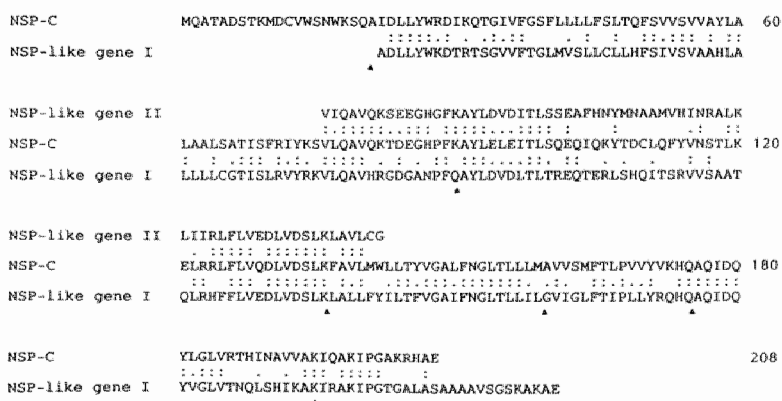 NSP-C MQATADSTKMDCVWSNWKSQAIDLLYWRDIKQTGIVFGSFLLLLFSLTQFSVVSVVAYLA 60
NSP-like gene I ADLLYWKDTRTSGVVFTGLMVSLLCLLHFSIVSVAAHLA
NSP-like gene II VIQAVQKSEEGHGFKAYLDVDITLSSEAFHNYMNAAMVHINRALK
NSP-C LAALSATISFRIYKSVLQAVQKTDEGHPFKAYLELEITLSQEQIQKYTDCLQFYVNSTLK 120
NSP-like gene I LLLLCGTISLRVYRKVLQAVHRGDGANPFQAYLDVDLTLTREQTERLSHQITSRVVSAAT
NSP-like gene II LIIRLFLVEDLVDSLKLAVLCG
NSP-C ELRRLFLVQDLVDSLKFAVLMWLLTYVGALFNGLTLLLMAVVSMFTLPVVYVKHQAQIDQ 180
NSP-like gene I QLRHFFLVEDLVDSLKLALLFYILTFVGAIFNGLTLLILGVIGLFTIPLLYRQHQAQIDQ
NSP-C YLGLVRTHINAVVAKIQAKIPGAKRHAE 208
NSP-like gene I YVGLVTNQLSHIKAKIRAKIPGTGALASAAAAVSGSKAKAE